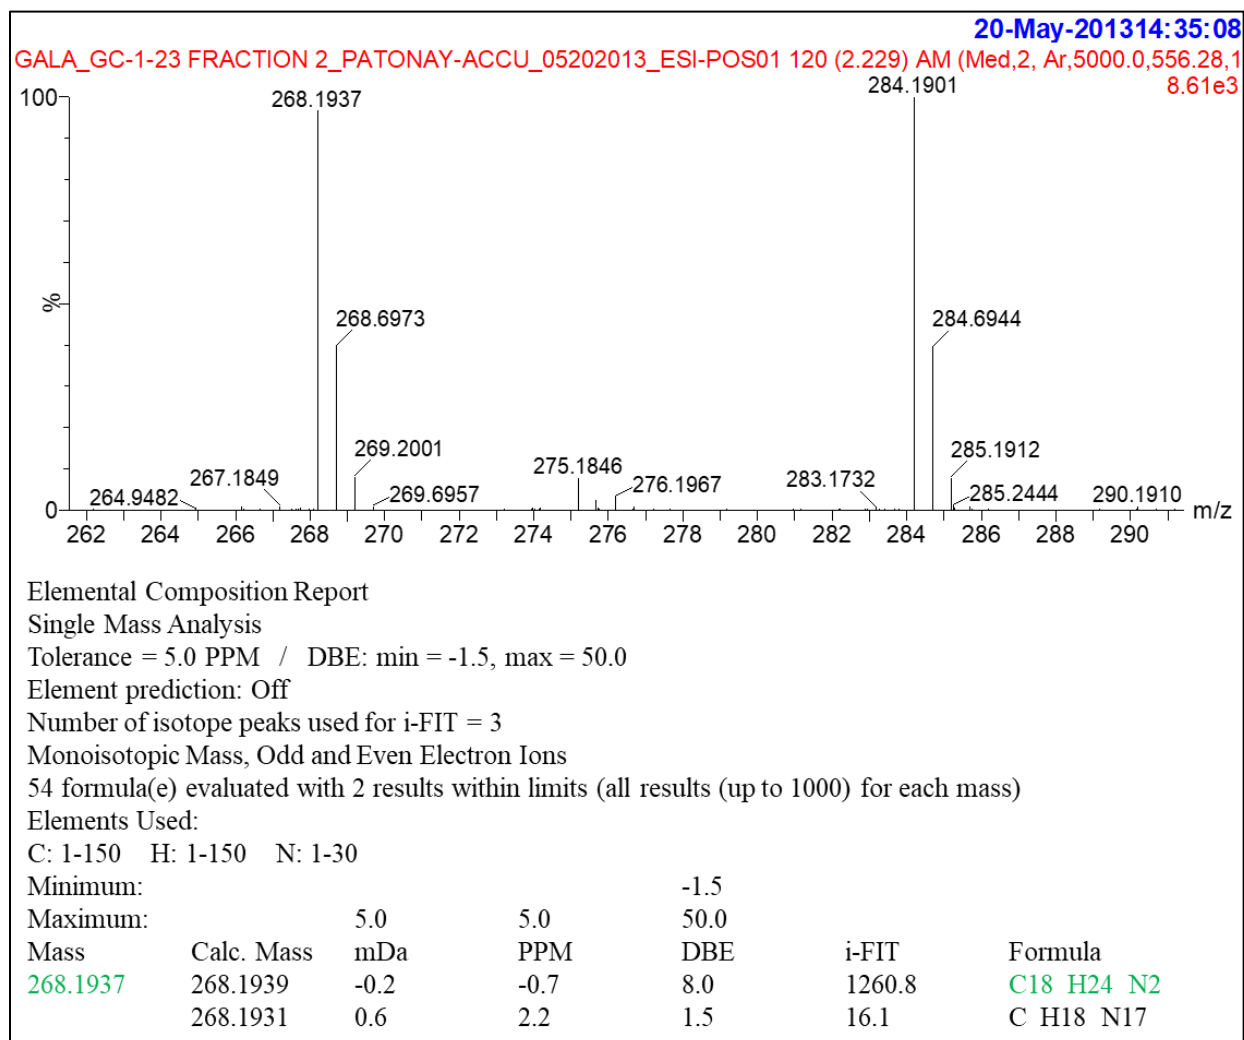 20-May-201314:35:08
GALA_GC-1-23 FRACTION 2_PATONAY-ACCU_05202013_ESI-POS01 120 (2.229) AM (Med,2, Ar,5000.0,556.28,1
8.61e3
100
%
0
268.1937
284.1901
268.6973
284.6944
269.2001
285.1912
264.9482
267.1849
269.6957
275.1846
276.1967
283.1732
285.2444
290.1910
m/z
262 264 266 268 270 272 274 276 278 280 282 284 286 288 290
Elemental Composition Report
Single Mass Analysis
Tolerance = 5.0 PPM / DBE: min = -1.5, max = 50.0
Element prediction: Off
Number of isotope peaks used for i-FIT = 3
Monoisotopic Mass, Odd and Even Electron Ions
54 formula(e) evaluated with 2 results within limits (all results (up to 1000) for each mass)
Elements Used:
C: 1-150 H: 1-150 N: 1-30
Minimum: -1.5
Maximum: 5.0 5.0 50.0
Mass Calc. Mass mDa PPM DBE i-FIT Formula
268.1937 268.1939 -0.2 -0.7 8.0 1260.8 C18 H24 N2
268.1931 0.6 2.2 1.5 16.1 C H18 N17